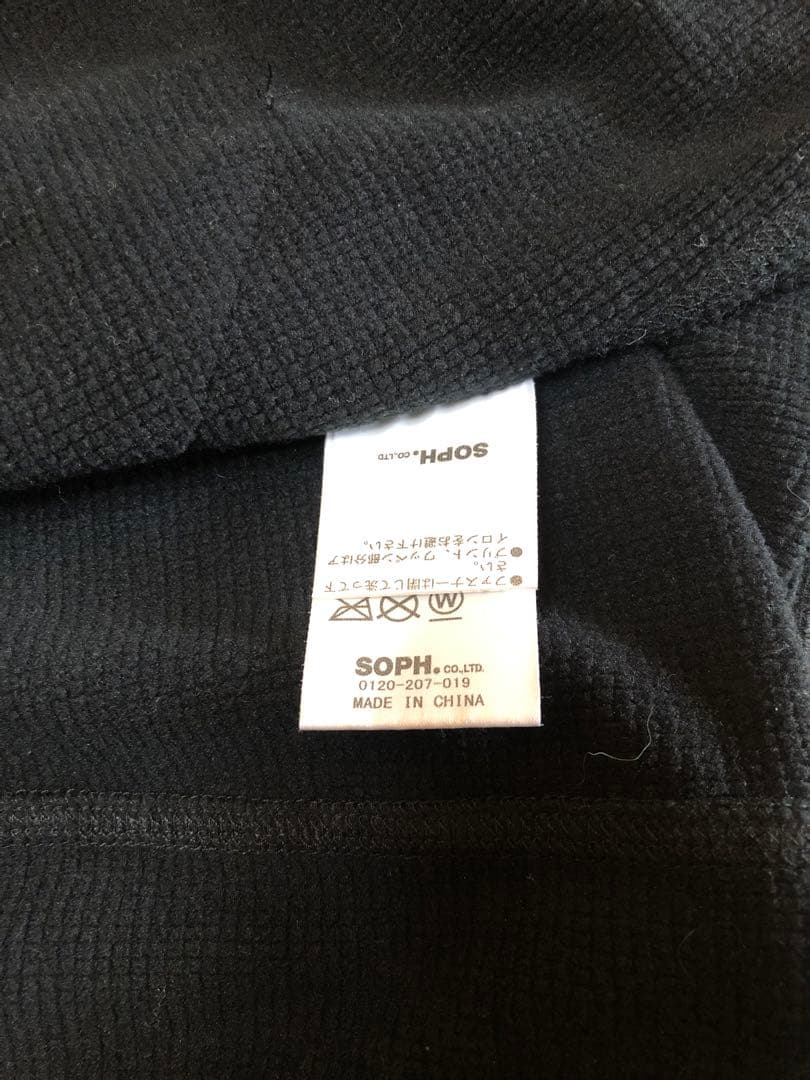 W
●ファスナーは閉じて洗って下
さい。
●プリント、ワッペン部分はア
イロンをお避け下さい。
SOPH. CO.,LTD
SOPH. CO.,LTD.
0120-207-019
MADE IN CHINA